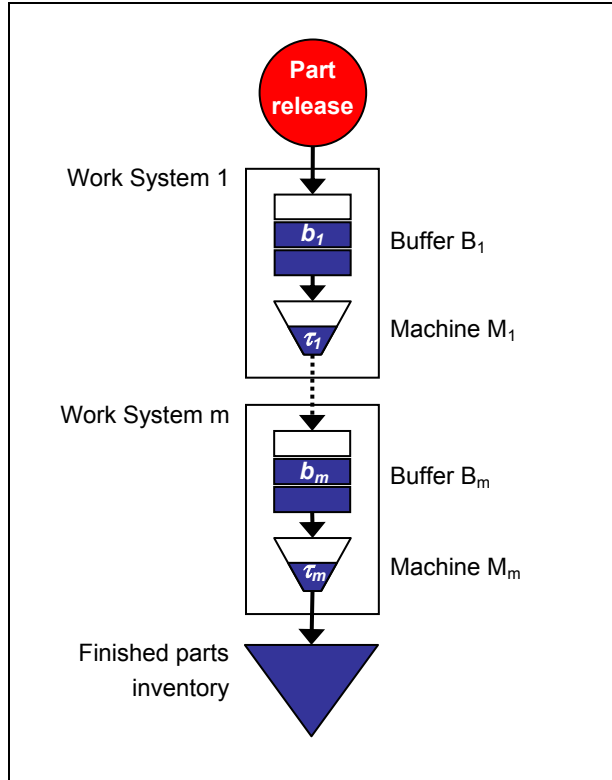 Part
release
Work System 1
b₁
Buffer B₁
τ₁
Machine M₁
Work System m
bₘ
Buffer Bₘ
τₘ
Machine Mₘ
Finished parts
inventory